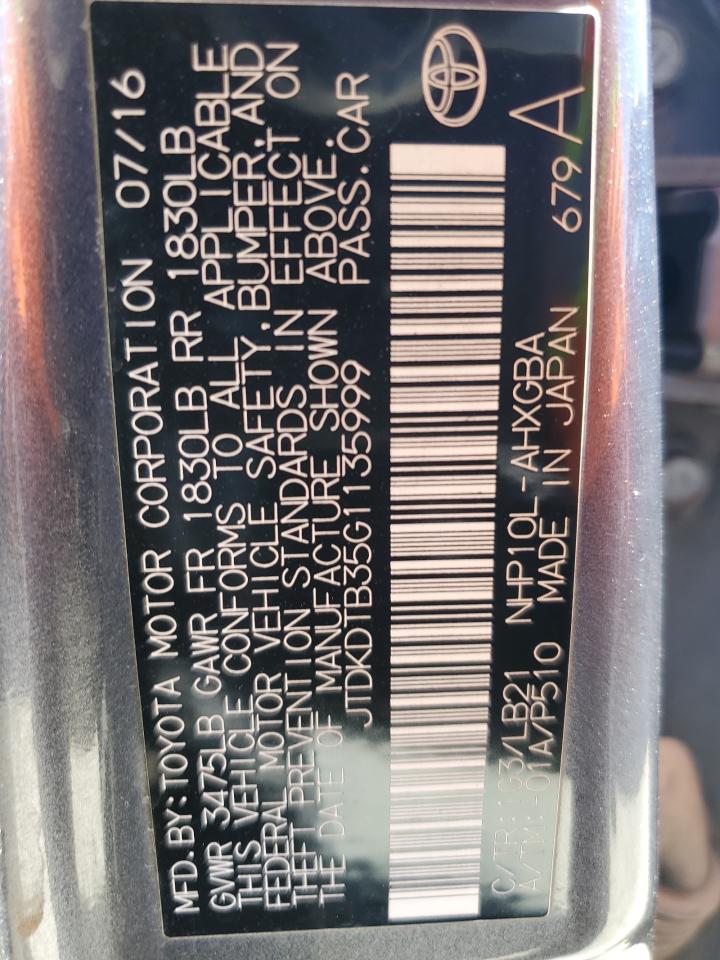 MFD.BY:TOYOTA MOTOR CORPORATION 07/16
GVWR 3475LB GAWR FR 1830LB RR 1830LB
THIS VEHICLE CONFORMS TO ALL APPLICABLE
FEDERAL MOTOR VEHICLE SAFETY,BUMPER,AND
THEFT PREVENTION STANDARDS IN EFFECT ON
THE DATE OF MANUFACTURE SHOWN ABOVE.
JTDKDTB35G1135999 PASS.CAR
C/TR:1G3/LB21 NHP10L-AHXGBA
A/TM:-01A/P510 MADE IN JAPAN 679 A